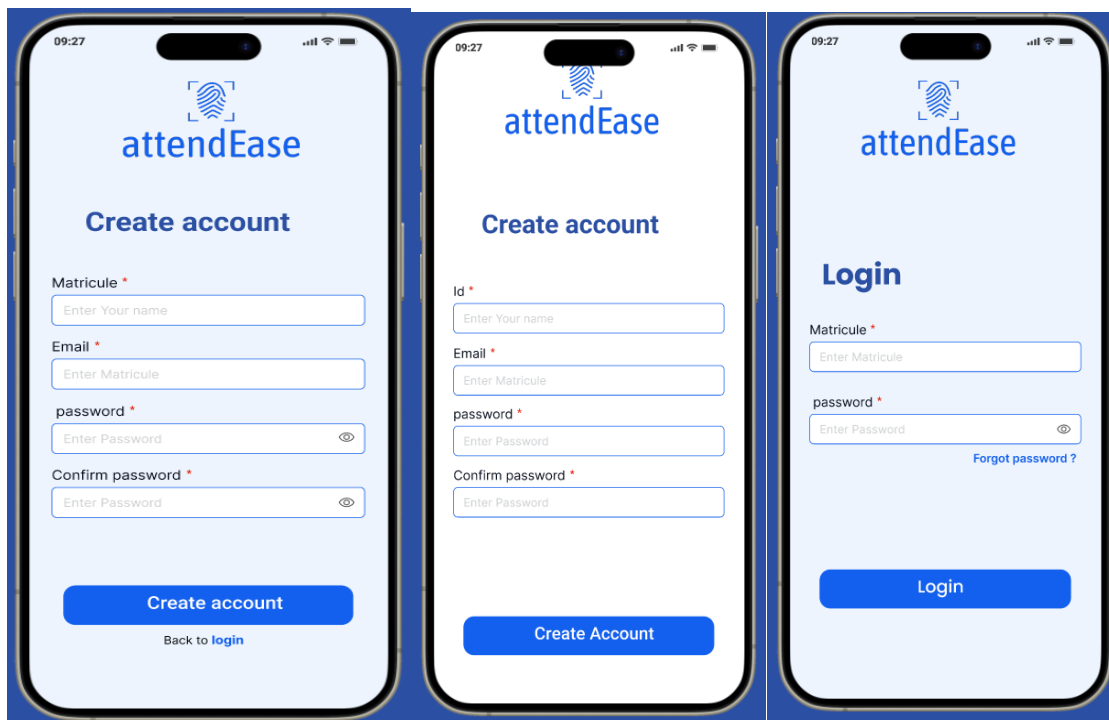 09:27
attendEase
Create account
Matricule *
Enter Your name
Email *
Enter Matricule
password *
Enter Password
Confirm password *
Enter Password
Create account
Back to login
09:27
attendEase
Create account
Id *
Enter Your name
Email *
Enter Matricule
password *
Enter Password
Confirm password *
Enter Password
Create Account
09:27
attendEase
Login
Matricule *
Enter Matricule
password *
Enter Password
Forgot password ?
Login